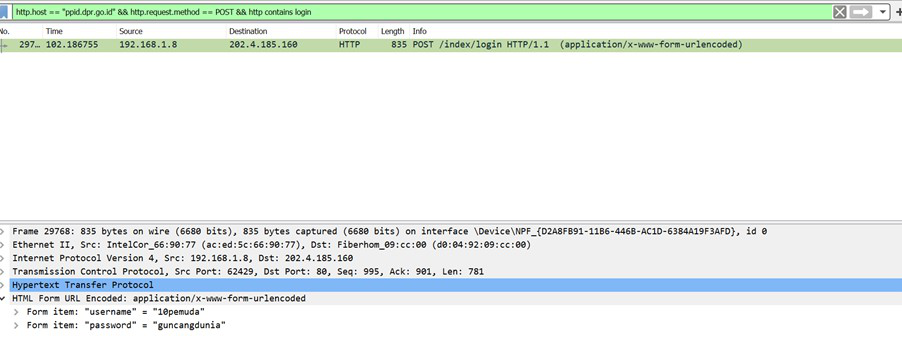 http.host == "ppid.dpr.go.id" && http.request.method == POST && http contains login
No. Time Source Destination Protocol Length Info
297… 102.186755 192.168.1.8 202.4.185.160 HTTP 835 POST /index/login HTTP/1.1 (application/x-www-form-urlencoded)
Frame 29768: 835 bytes on wire (6680 bits), 835 bytes captured (6680 bits) on interface \Device\NPF_{D2A8FB91-11B6-446B-AC1D-6384A19F3AFD}, id 0
Ethernet II, Src: IntelCor_66:90:77 (ac:ed:5c:66:90:77), Dst: Fiberhom_09:cc:00 (d0:04:92:09:cc:00)
Internet Protocol Version 4, Src: 192.168.1.8, Dst: 202.4.185.160
Transmission Control Protocol, Src Port: 62429, Dst Port: 80, Seq: 995, Ack: 901, Len: 781
Hypertext Transfer Protocol
HTML Form URL Encoded: application/x-www-form-urlencoded
Form item: "username" = "10pemuda"
Form item: "password" = "guncangdunia"